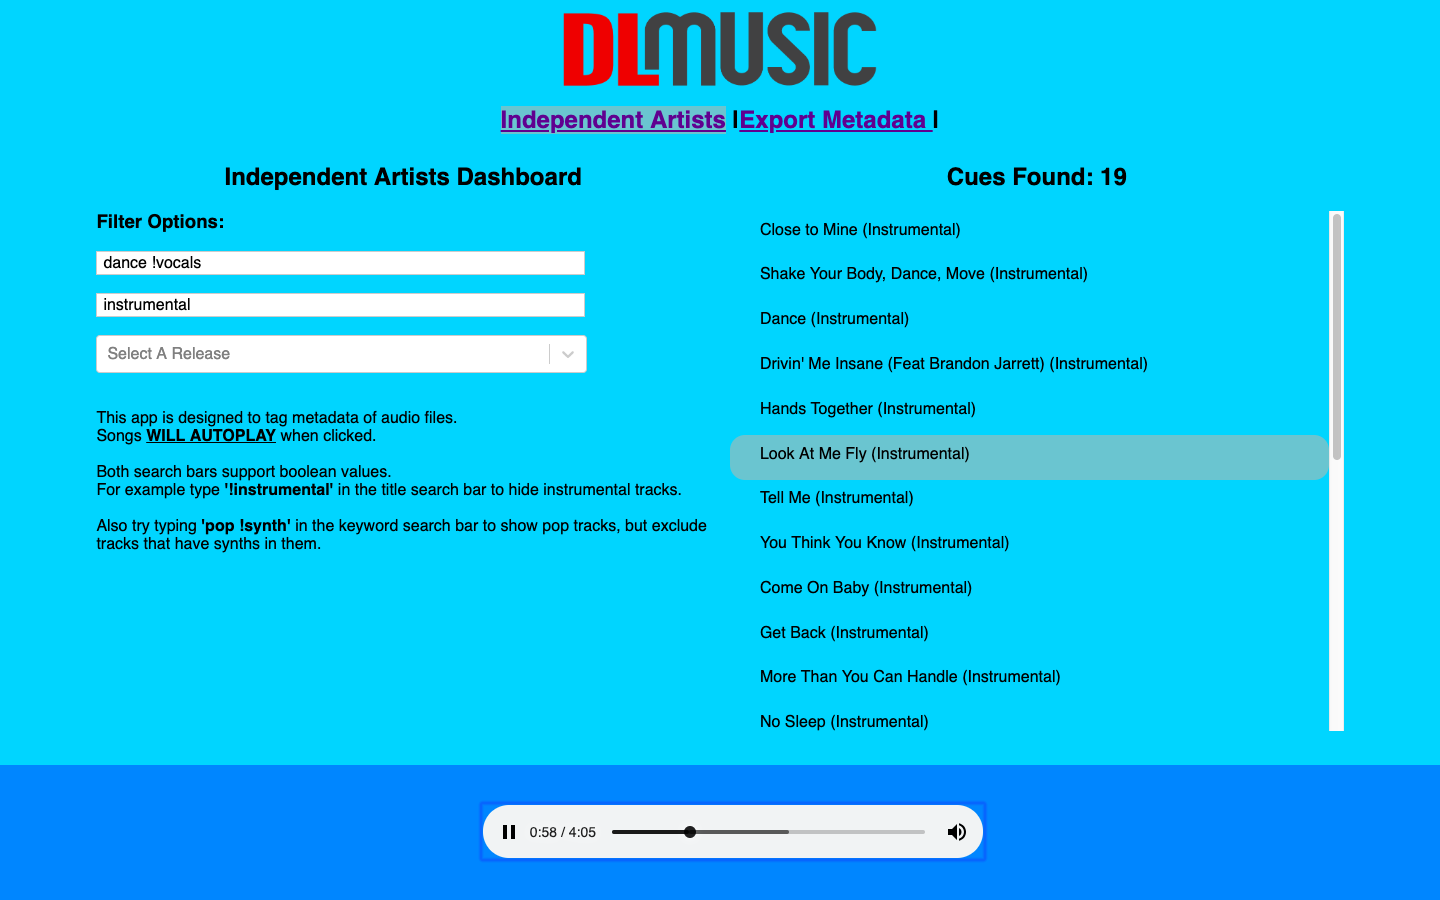 DLMUSIC
Independent Artists | Export Metadata |
Independent Artists Dashboard
Filter Options:
dance !vocals
instrumental
Select A Release
This app is designed to tag metadata of audio files.
Songs WILL AUTOPLAY when clicked.
Both search bars support boolean values.
For example type '!instrumental' in the title search bar to hide instrumental tracks.
Also try typing 'pop !synth' in the keyword search bar to show pop tracks, but exclude
tracks that have synths in them.
Cues Found: 19
Close to Mine (Instrumental)
Shake Your Body, Dance, Move (Instrumental)
Dance (Instrumental)
Drivin' Me Insane (Feat Brandon Jarrett) (Instrumental)
Hands Together (Instrumental)
Look At Me Fly (Instrumental)
Tell Me (Instrumental)
You Think You Know (Instrumental)
Come On Baby (Instrumental)
Get Back (Instrumental)
More Than You Can Handle (Instrumental)
No Sleep (Instrumental)
0:58 / 4:05